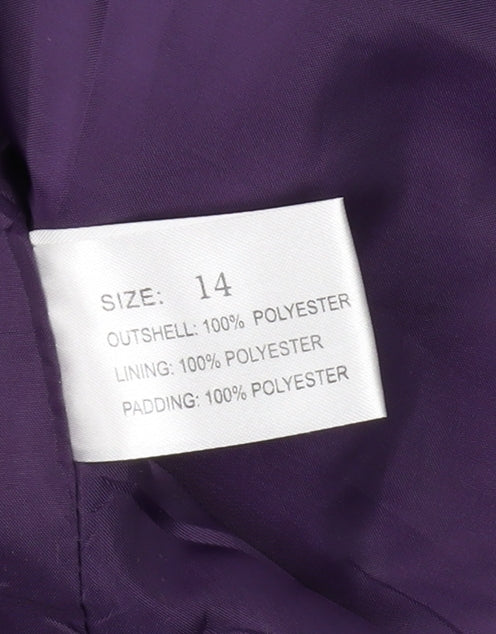 SIZE: 14
OUTSHELL: 100% POLYESTER
LINING: 100% POLYESTER
PADDING: 100% POLYESTER